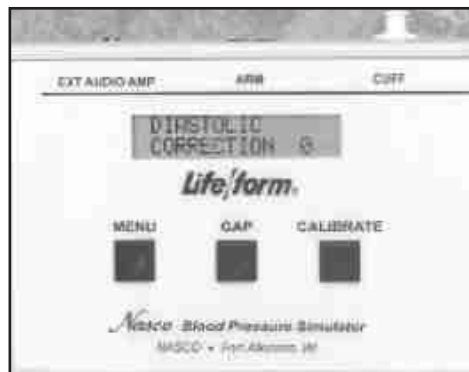 EXT AUDIO AMP ARM CUFF
DIASTOLIC
CORRECTION 0
Life/form®
MENU GAP CALIBRATE
Nasco Blood Pressure Simulator
NASCO • Fort Atkinson, WI